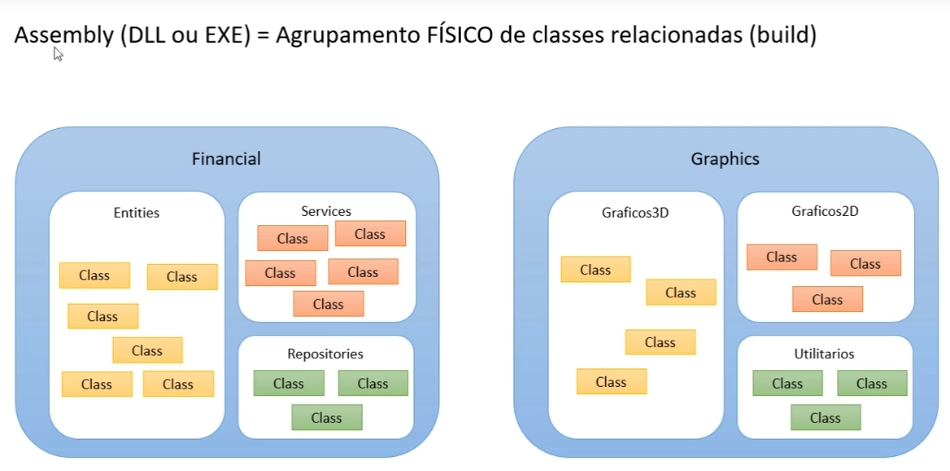 Assembly (DLL ou EXE) = Agrupamento FÍSICO de classes relacionadas (build)
Financial
Entities
Class
Class
Class
Class
Class
Class
Services
Class
Class
Class
Class
Class
Repositories
Class
Class
Class
Graphics
Graficos3D
Class
Class
Class
Class
Graficos2D
Class
Class
Class
Utilitarios
Class
Class
Class